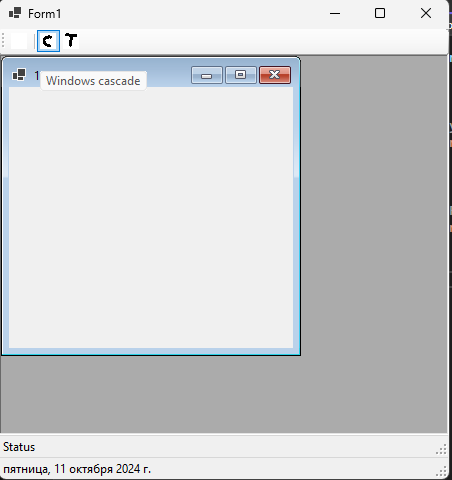 Form1
C T
1
Windows cascade
Status
пятница, 11 октября 2024 г.